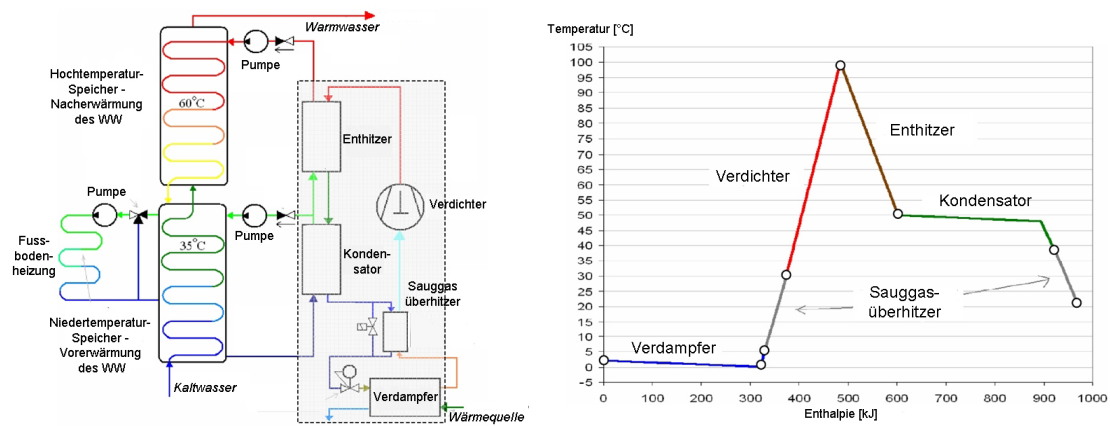 Warmwasser
Pumpe
Hochtemperatur-
Speicher -
Nacherwärmung
des WW
60°C
Enthitzer
Pumpe
Verdichter
Pumpe
35°C
Fuss-
boden-
heizung
Konden-
sator
Sauggas
überhitzer
Niedertemperatur-
Speicher -
Vorerwärmung
des WW
Kaltwasser
Verdampfer
Wärmequelle
Temperatur [°C]
105
100
95
90
85
80
75
70
65
60
55
50
45
40
35
30
25
20
15
10
5
0
-5
Enthitzer
Verdichter
Kondensator
Sauggas-
überhitzer
Verdampfer
0 100 200 300 400 500 600 700 800 900 1000
Enthalpie [kJ]